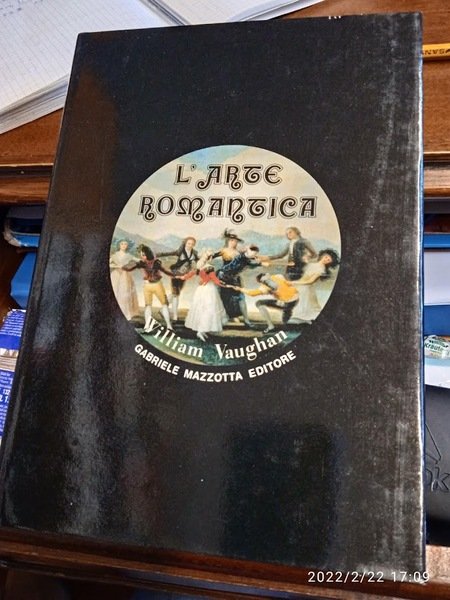 L'ARTE
ROMANTICA
William Vaughan
GABRIELE MAZZOTTA EDITORE
2022/2/22 17:09